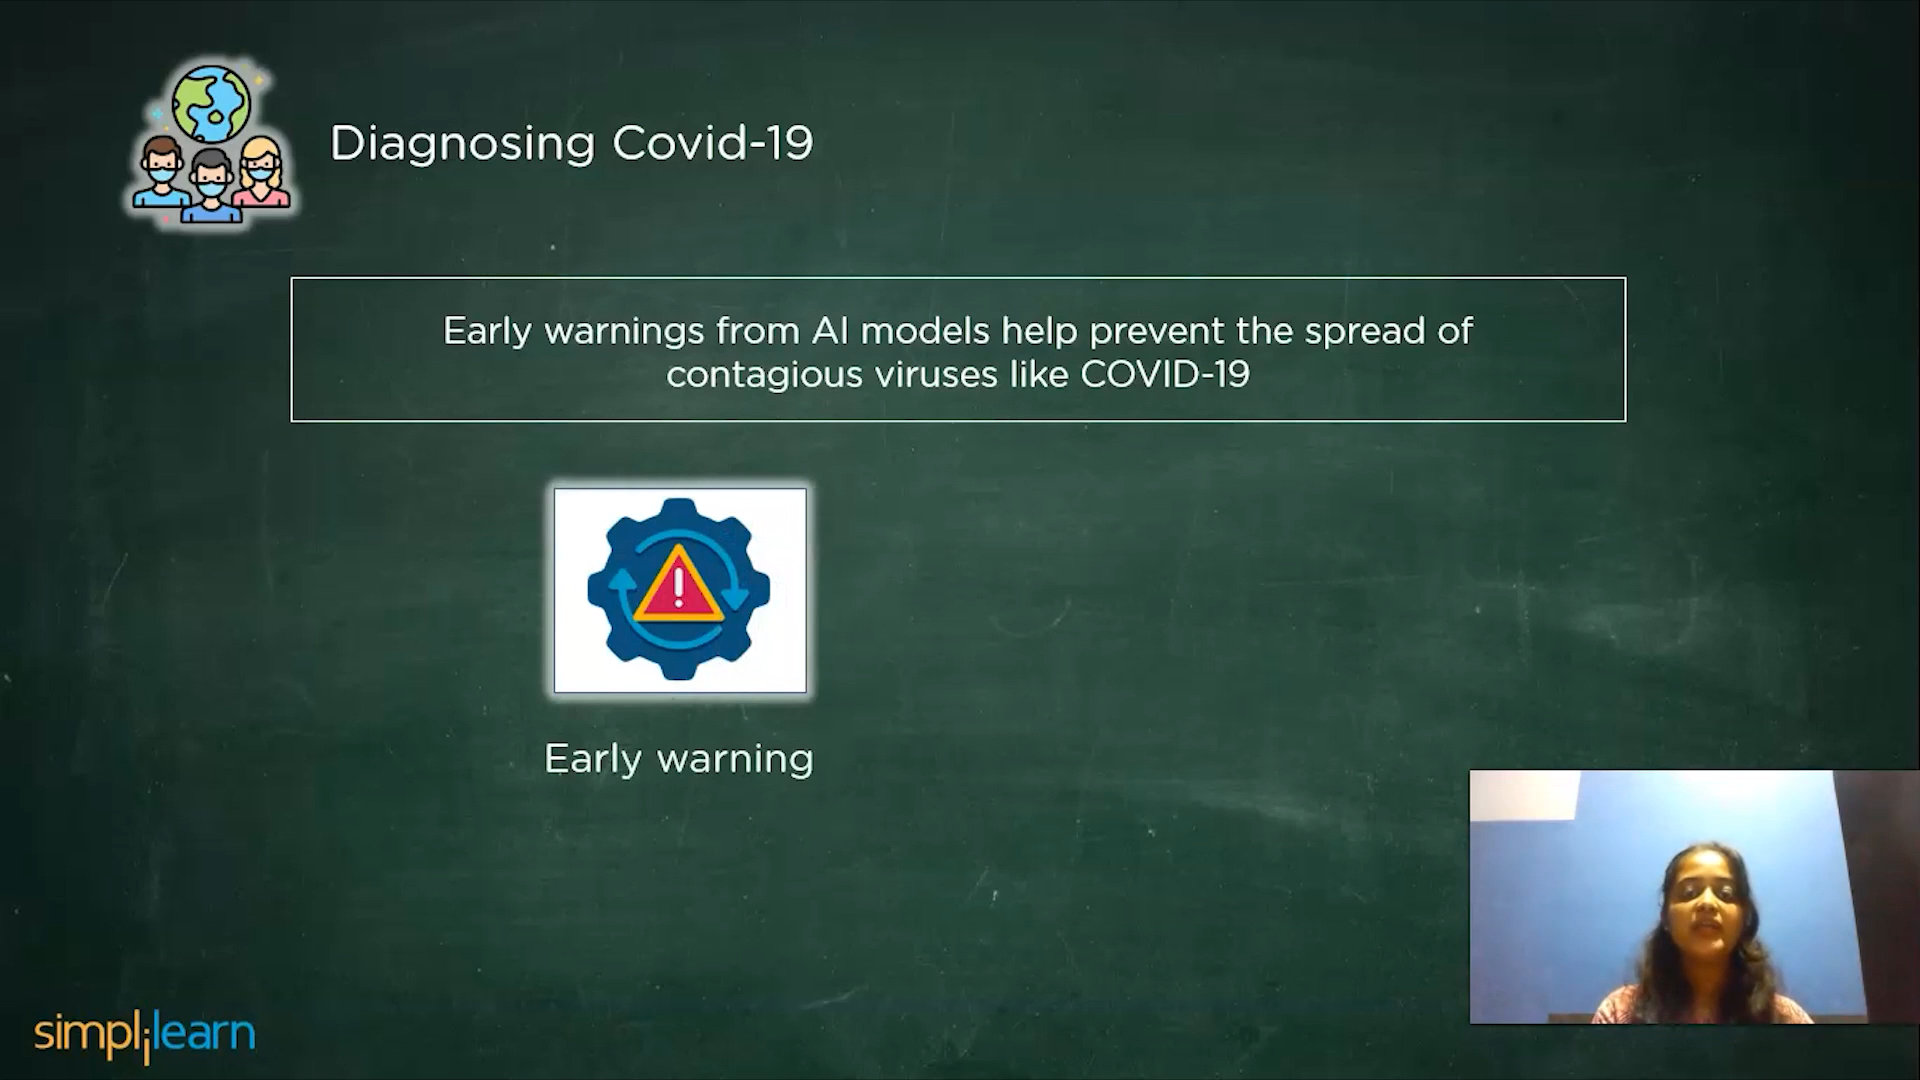 Diagnosing Covid-19
Early warnings from AI models help prevent the spread of
contagious viruses like COVID-19
Early warning
simplilearn